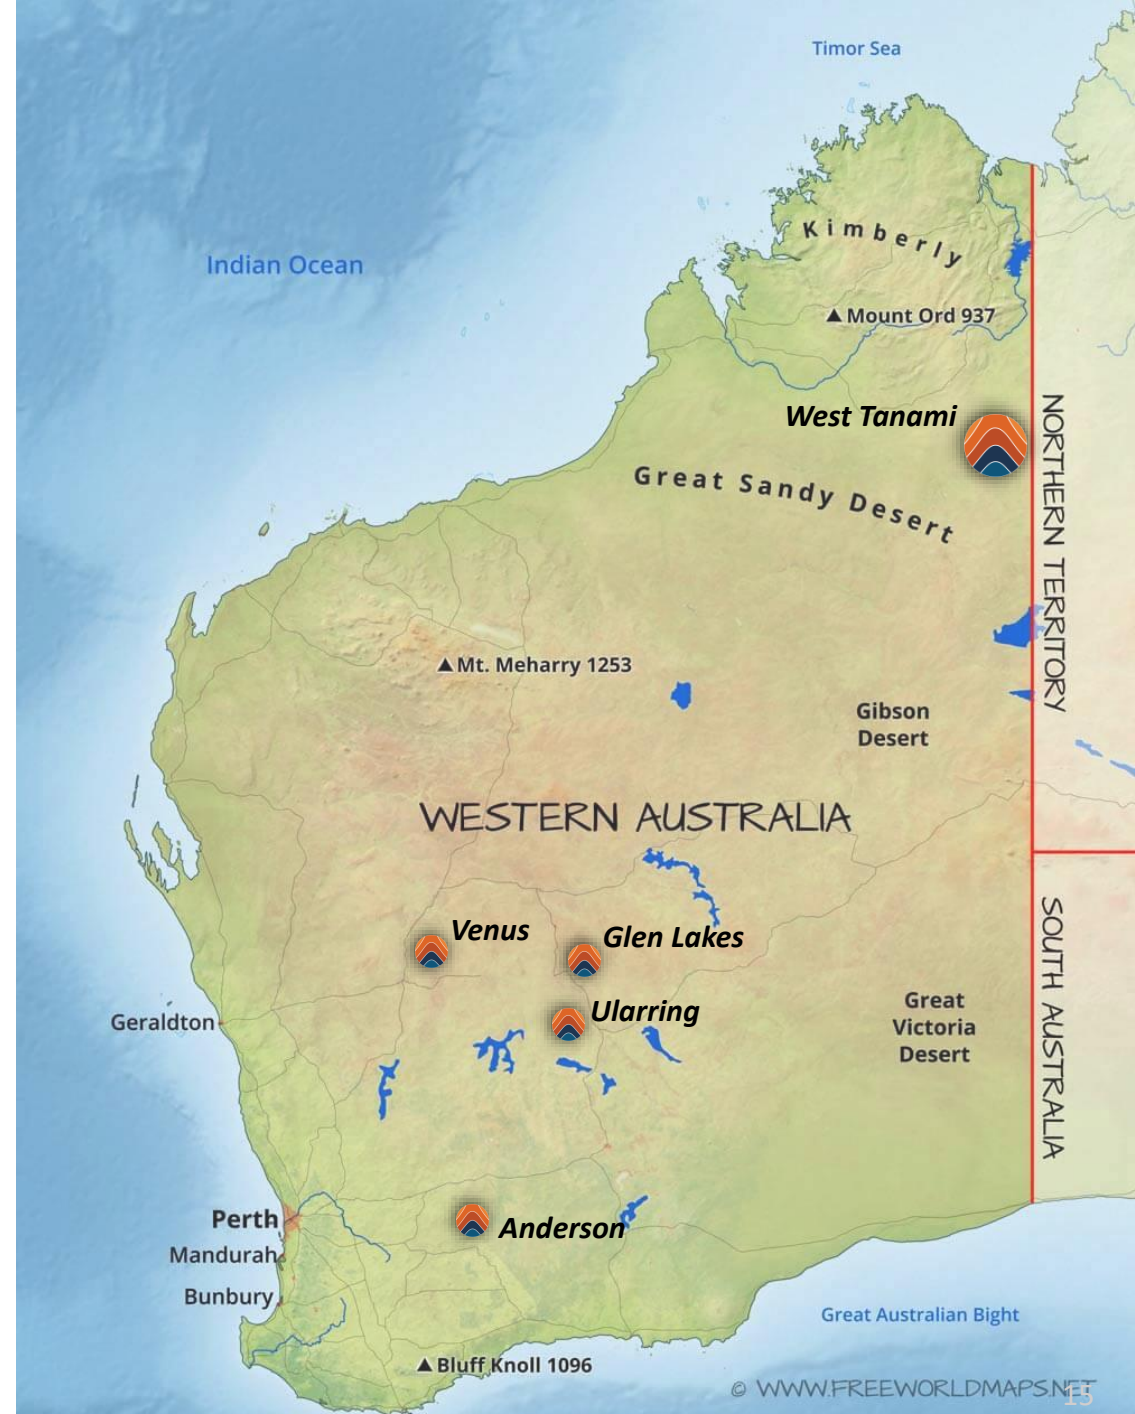 Timor Sea
Kimberly
Indian Ocean
Mount Ord 937
West Tanami
NORTHERN TERRITORY
Great Sandy Desert
Mt. Meharry 1253
Gibson
Desert
WESTERN AUSTRALIA
Venus
Glen Lakes
SOUTH AUSTRALIA
Ularring
Geraldton
Great
Victoria
Desert
Perth
Anderson
Mandurah
Bunbury
Great Australian Bight
Bluff Knoll 1096
© WWW.FREEWORLDMAPS.NET
15